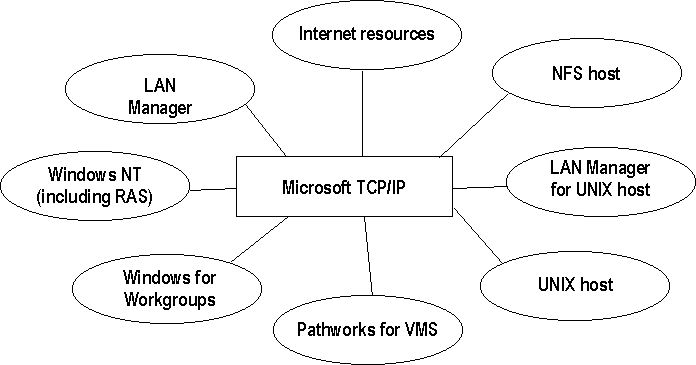 Internet resources
LAN
Manager
NFS host
Windows NT
(including RAS)
Microsoft TCP/IP
LAN Manager
for UNIX host
Windows for
Workgroups
UNIX host
Pathworks for VMS